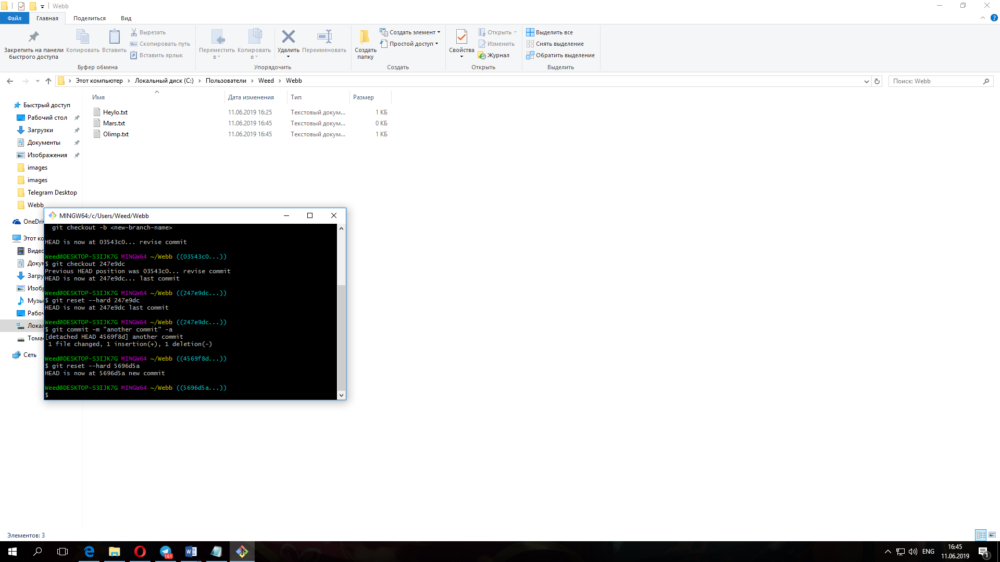 Webb
Файл
Главная
Поделиться
Вид
Закрепить на панели
быстрого доступа
Копировать
Вставить
Вырезать
Скопировать путь
Вставить ярлык
Буфер обмена
Переместить
в
Копировать
в
Удалить
Переименовать
Упорядочить
Создать
папку
Создать элемент
Простой доступ
Создать
Свойства
Открыть
Изменить
Журнал
Открыть
Выделить все
Снять выделение
Обратить выделение
Выделить
Этот компьютер > Локальный диск (C:) > Пользователи > Weed > Webb
Поиск: Webb
Имя Дата изменения Тип Размер
Heylo.txt 11.06.2019 16:25 Текстовый докум... 1 КБ
Mars.txt 11.06.2019 16:45 Текстовый докум... 0 КБ
Olimp.txt 11.06.2019 16:45 Текстовый докум... 1 КБ
Быстрый доступ
Рабочий стол
Загрузки
Документы
Изображения
images
images
Telegram Desktop
Webb
OneDri
Этот ко
Видео
Докум
Загру
Изобр
Музы
Рабоч
Локал
Тома
Сеть
MINGW64:/c/Users/Weed/Webb
git checkout -b <new-branch-name>
HEAD is now at 03543c0... revise commit
Weed@DESKTOP-S3IJK7G MINGW64 ~/Webb ((03543c0...))
$ git checkout 247e9dc
Previous HEAD position was 03543c0... revise commit
HEAD is now at 247e9dc... last commit
Weed@DESKTOP-S3IJK7G MINGW64 ~/Webb ((247e9dc...))
$ git reset --hard 247e9dc
HEAD is now at 247e9dc last commit
Weed@DESKTOP-S3IJK7G MINGW64 ~/Webb ((247e9dc...))
$ git commit -m "another commit" -a
[detached HEAD 4569f8d] another commit
1 file changed, 1 insertion(+), 1 deletion(-)
Weed@DESKTOP-S3IJK7G MINGW64 ~/Webb ((4569f8d...))
$ git reset --hard 5696d5a
HEAD is now at 5696d5a new commit
Weed@DESKTOP-S3IJK7G MINGW64 ~/Webb ((5696d5a...))
$
Элементов: 3
161
ENG
16:45
11.06.2019
1